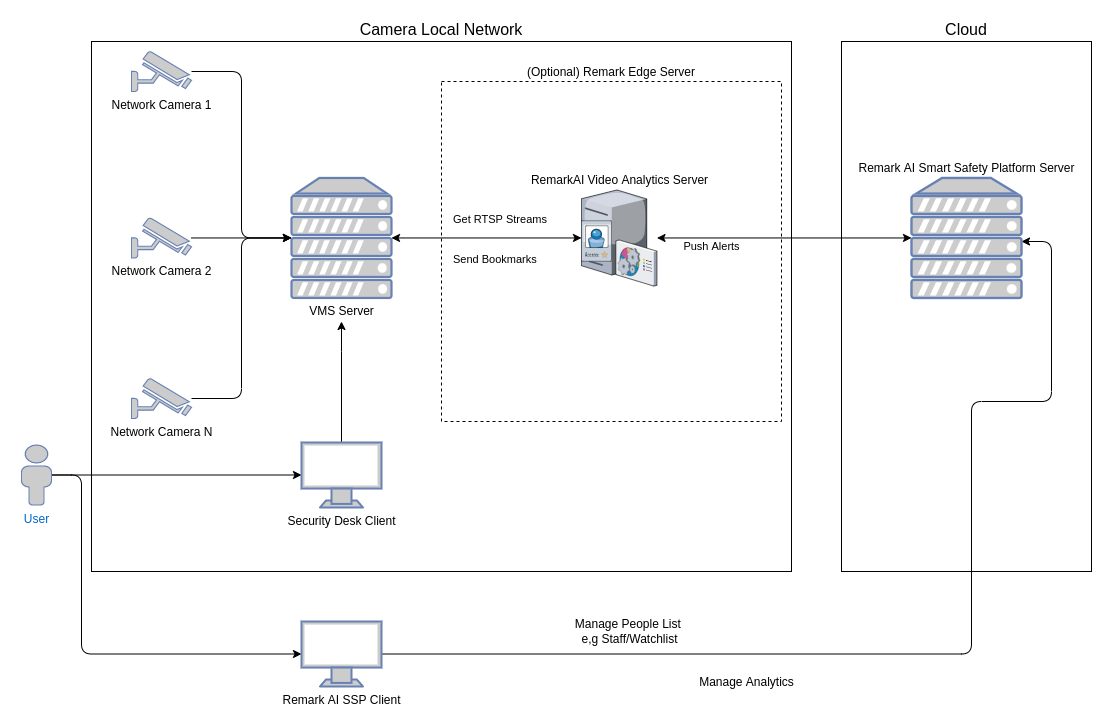 Camera Local Network
Cloud
(Optional) Remark Edge Server
Network Camera 1
Remark AI Smart Safety Platform Server
RemarkAI Video Analytics Server
Get RTSP Streams
Push Alerts
Access
Send Bookmarks
Network Camera 2
VMS Server
Network Camera N
User
Security Desk Client
Manage People List
e,g Staff/Watchlist
Manage Analytics
Remark AI SSP Client